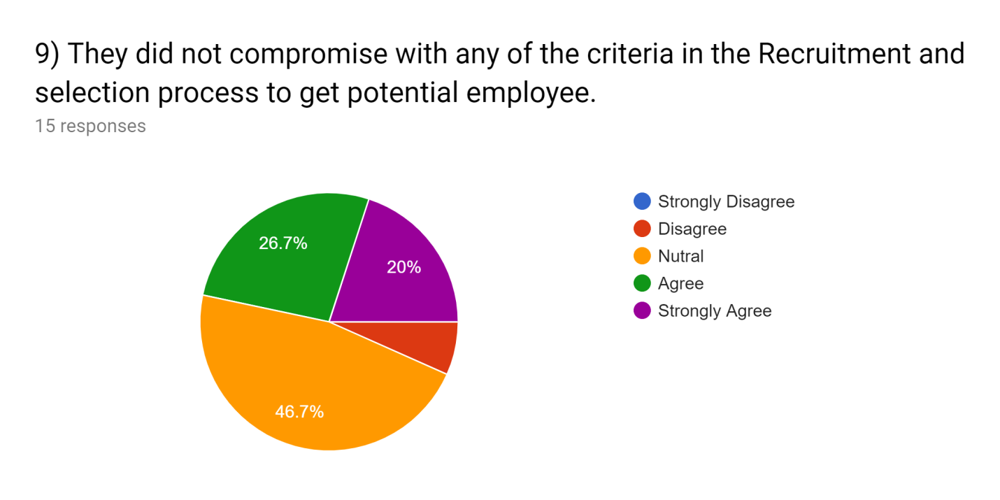 9) They did not compromise with any of the criteria in the Recruitment and
selection process to get potential employee.
15 responses
26.7%
20%
46.7%
Strongly Disagree
Disagree
Nutral
Agree
Strongly Agree